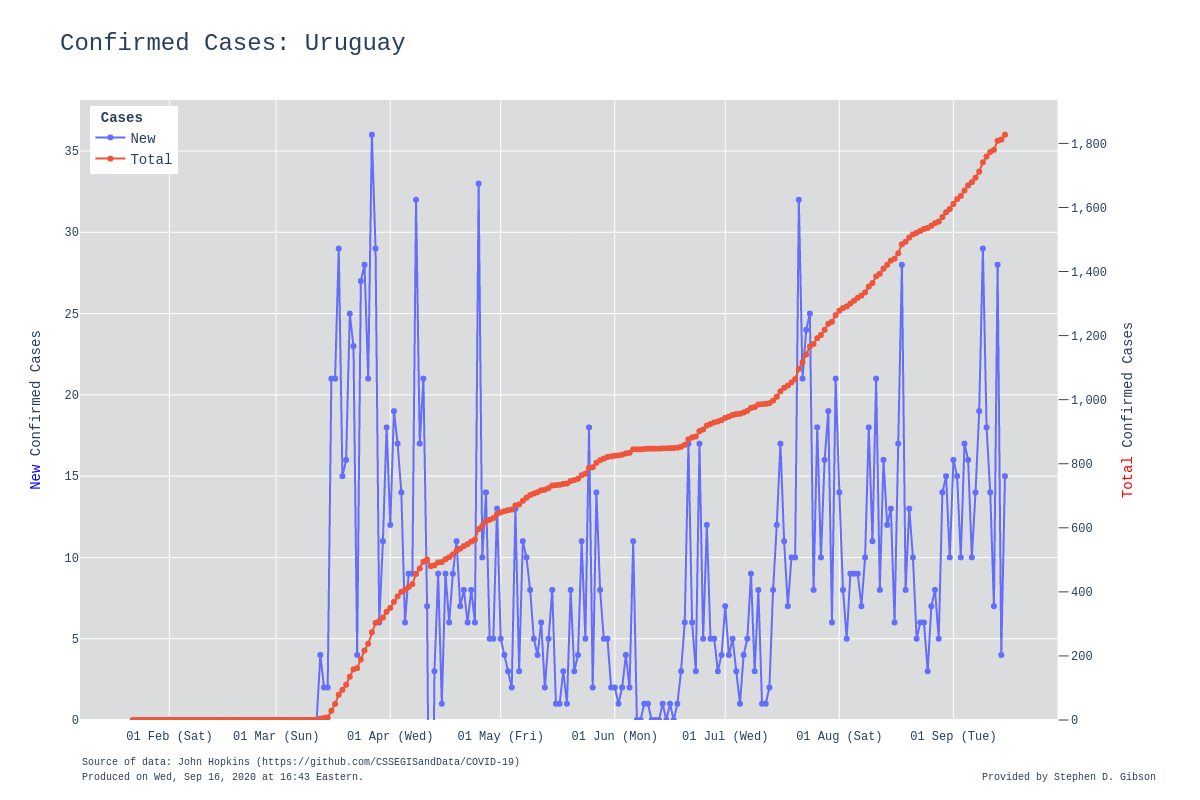 Confirmed Cases: Uruguay
Cases
New
Total
35
30
25
20
15
10
5
0
1,800
1,600
1,400
1,200
1,000
800
600
400
200
0
New Confirmed Cases
Total Confirmed Cases
01 Feb (Sat) 01 Mar (Sun) 01 Apr (Wed) 01 May (Fri) 01 Jun (Mon) 01 Jul (Wed) 01 Aug (Sat) 01 Sep (Tue)
Source of data: John Hopkins (https://github.com/CSSEGISandData/COVID-19)
Produced on Wed, Sep 16, 2020 at 16:43 Eastern.
Provided by Stephen D. Gibson